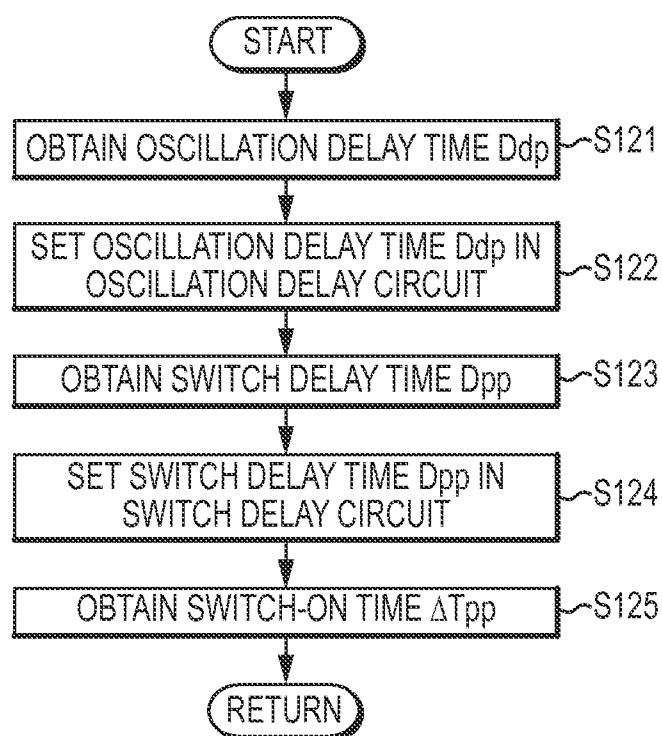 START
OBTAIN OSCILLATION DELAY TIME Ddp
S121
SET OSCILLATION DELAY TIME Ddp IN
OSCILLATION DELAY CIRCUIT
S122
OBTAIN SWITCH DELAY TIME Dpp
S123
SET SWITCH DELAY TIME Dpp IN
SWITCH DELAY CIRCUIT
S124
OBTAIN SWITCH-ON TIME ΔTpp
S125
RETURN